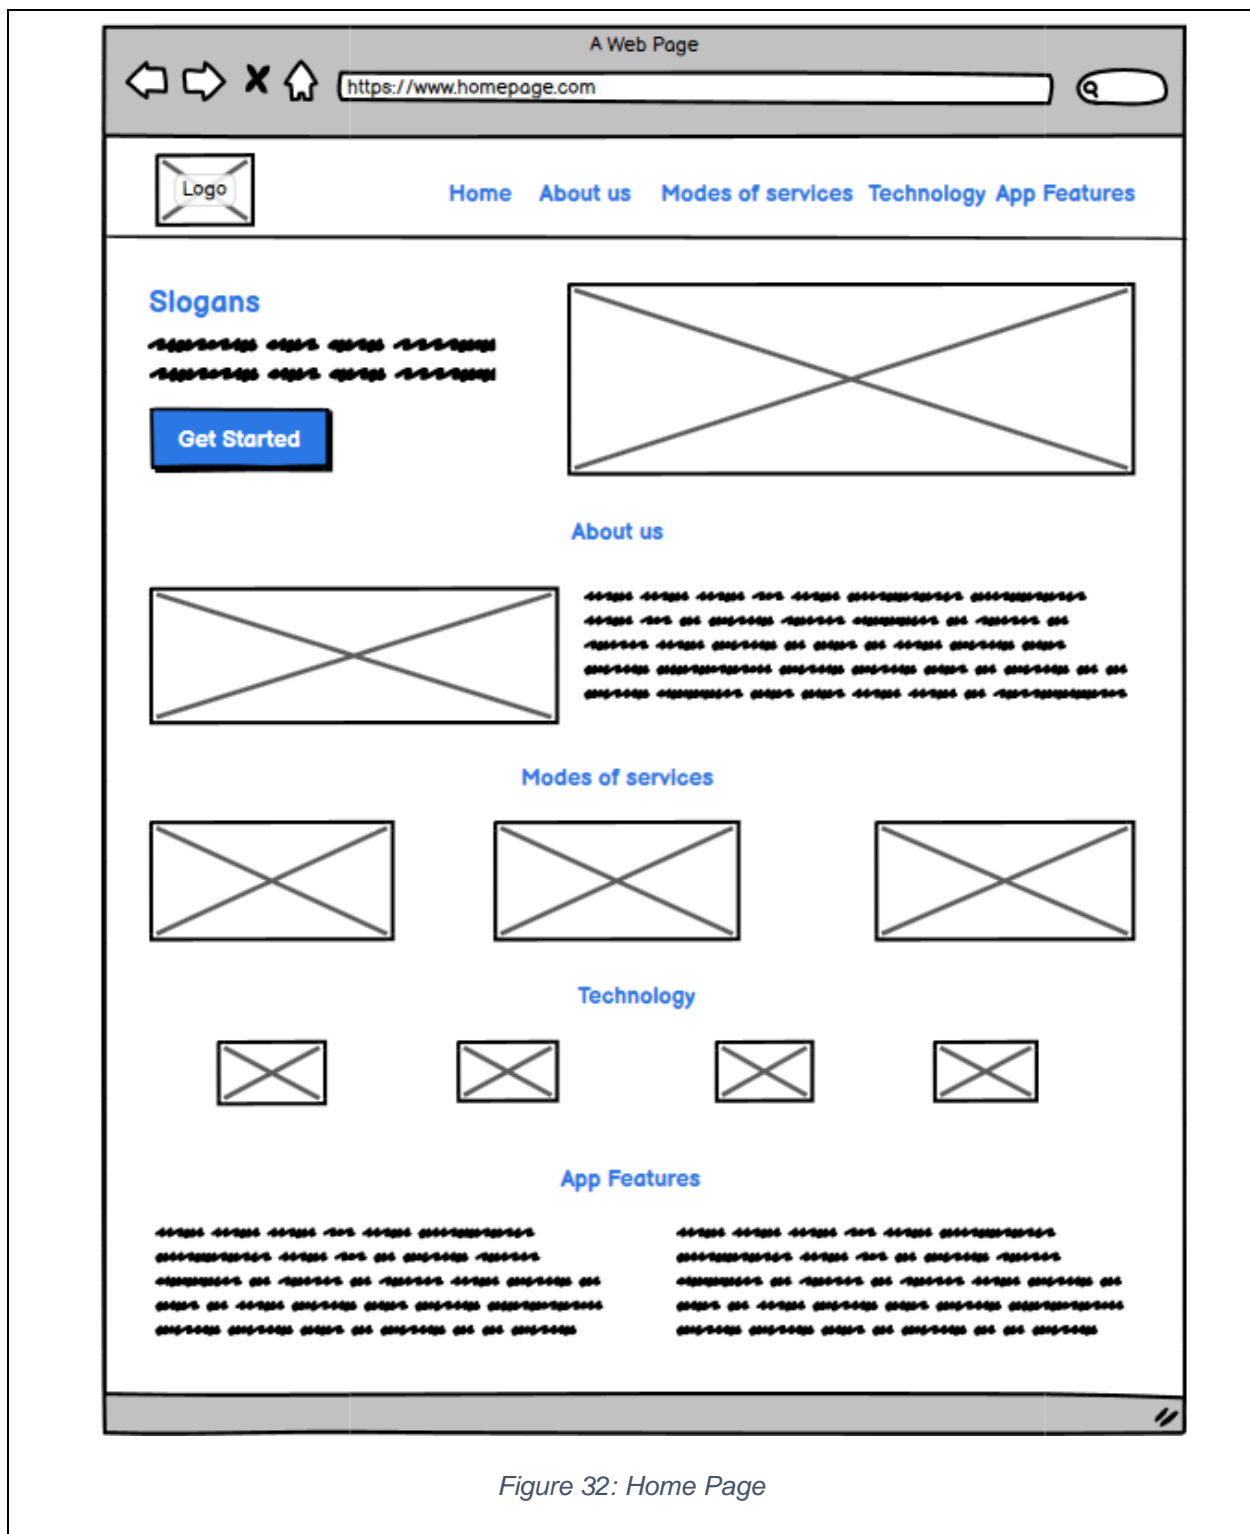 A Web Page
https://www.homepage.com
Logo
Home About us Modes of services Technology App Features
Slogans
Get Started
About us
Modes of services
Technology
App Features
Figure 32: Home Page